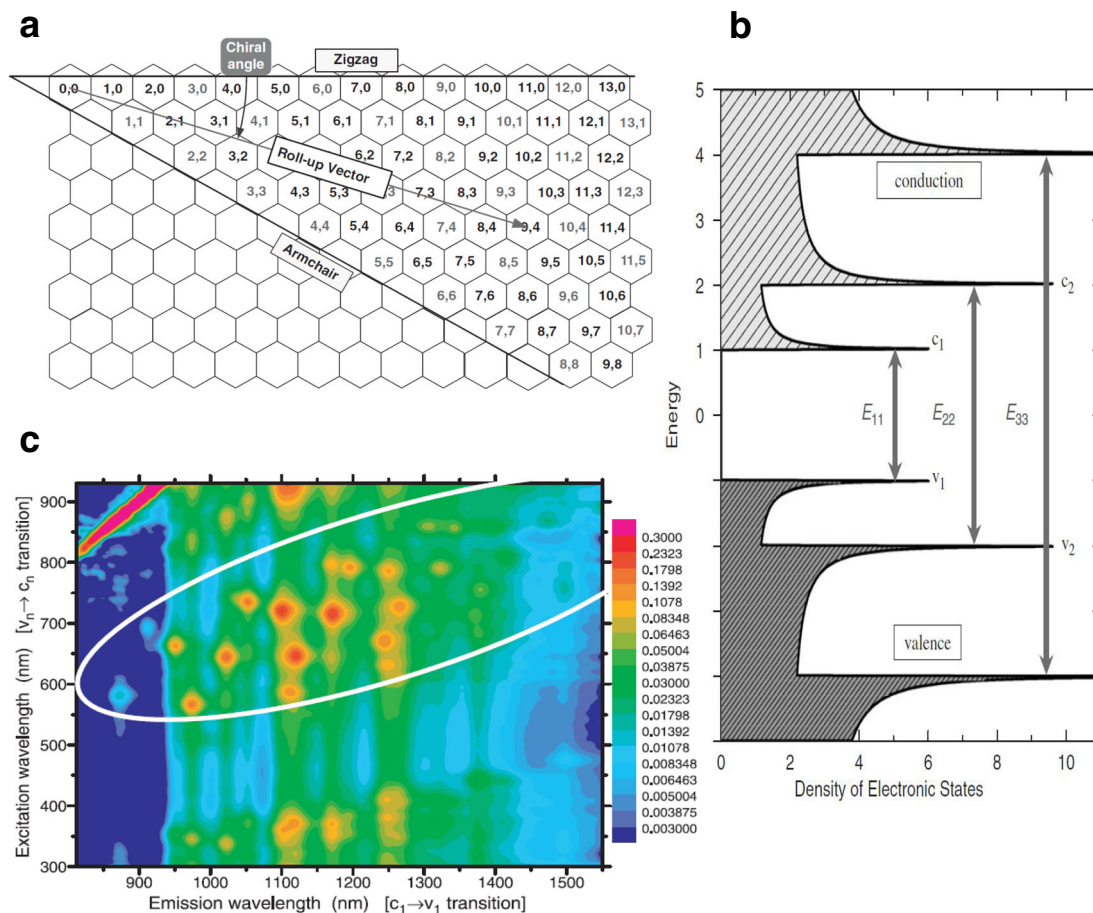 a
Chiral
angle
Zigzag
0,0 1,0 2,0 3,0 4,0 5,0 6,0 7,0 8,0 9,0 10,0 11,0 12,0 13,0
1,1 2,1 3,1 4,1 5,1 6,1 7,1 8,1 9,1 10,1 11,1 12,1 13,1
2,2 3,2 6,2 7,2 8,2 9,2 10,2 11,2 12,2
Roll-up Vector
3,3 4,3 5,3 7,3 8,3 9,3 10,3 11,3 12,3
4,4 5,4 6,4 7,4 8,4 9,4 10,4 11,4
Armchair
5,5 6,5 7,5 8,5 9,5 10,5 11,5
6,6 7,6 8,6 9,6 10,6
7,7 8,7 9,7 10,7
8,8 9,8
b
5
4
3
2
1
0
Energy
conduction
c2
c1
E11
E22
E33
v1
v2
valence
0 2 4 6 8 10
Density of Electronic States
c
Excitation wavelength (nm) [vn→ cn transition]
900
800
700
600
500
400
300
900 1000 1100 1200 1300 1400 1500
Emission wavelength (nm) [c1→v1 transition]
0.3000
0.2323
0.1798
0.1392
0.1078
0.08348
0.06463
0.05004
0.03875
0.03000
0.02323
0.01798
0.01392
0.01078
0.008348
0.006463
0.005004
0.003875
0.003000